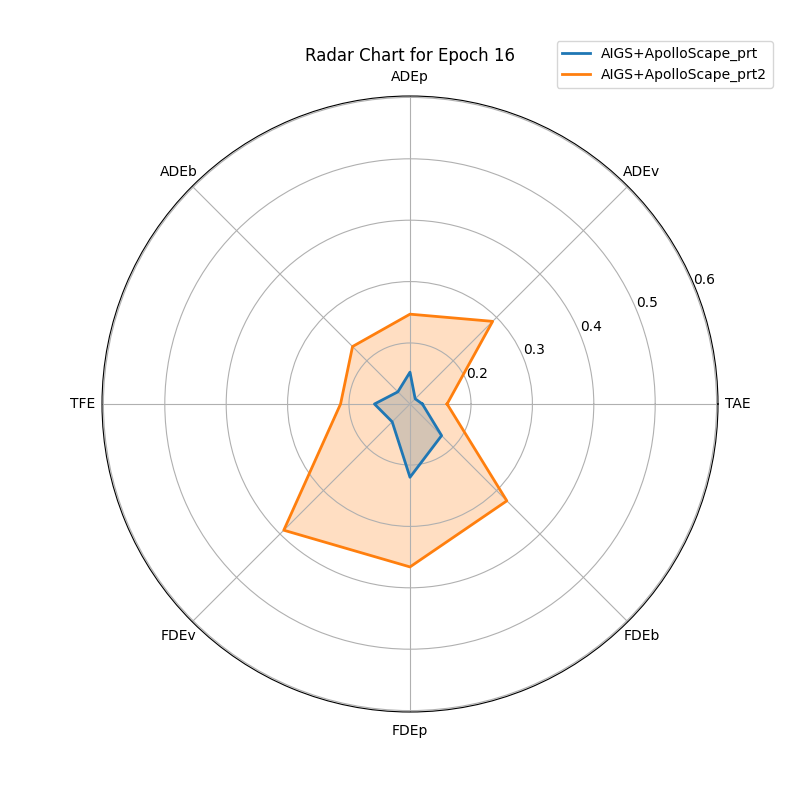 Radar Chart for Epoch 16
AIGS+ApolloScape_prt
AIGS+ApolloScape_prt2
ADEp
ADEb
ADEv
0.6
0.5
0.4
0.3
0.2
TFE
TAE
FDEv
FDEb
FDEp